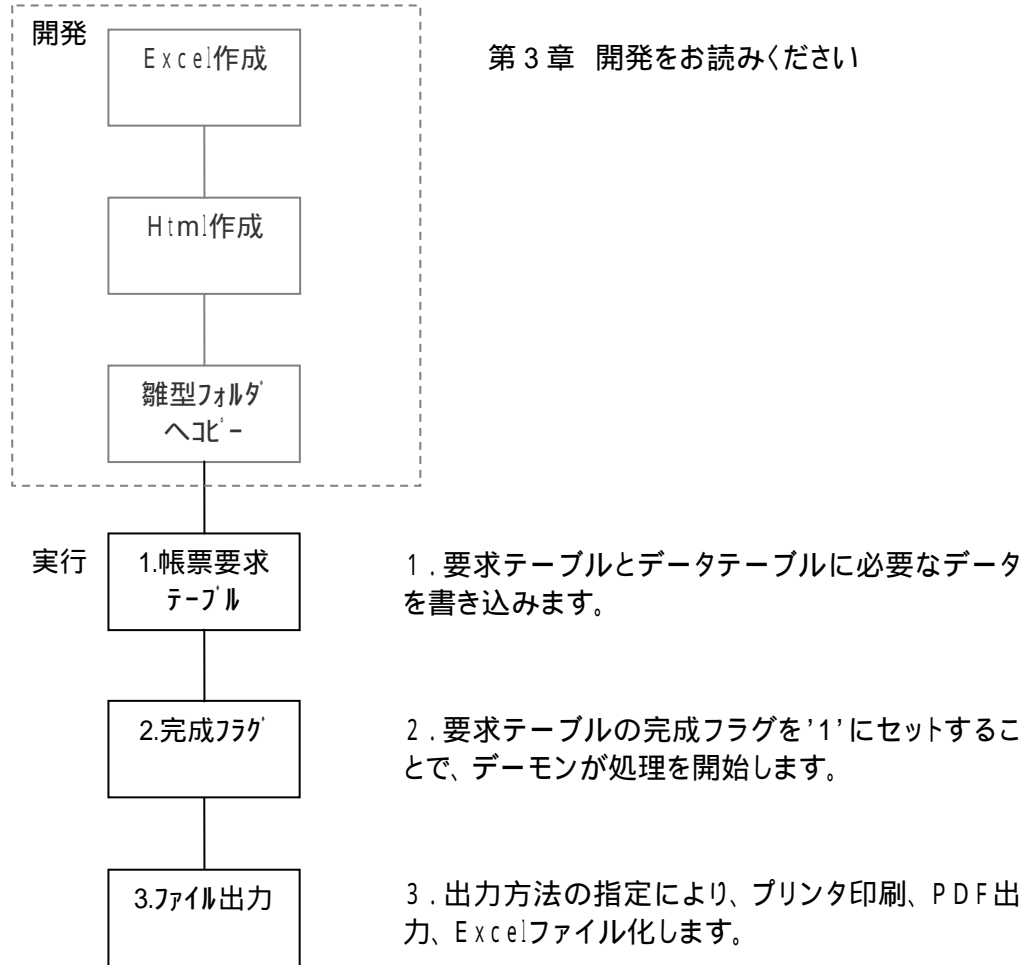 開発
Excel作成
第3章 開発をお読みください
Html作成
雛型ﾌｫﾙﾀﾞ
へｺﾋﾟｰ
実行
1.帳票要求
ﾃｰﾌﾞﾙ
1.要求テーブルとデータテーブルに必要なデータ
を書き込みます。
2.完成ﾌﾗｸﾞ
2.要求テーブルの完成フラグを'1'にセットするこ
とで、デーモンが処理を開始します。
3.ﾌｧｲﾙ出力
3.出力方法の指定により、プリンタ印刷、PDF出
力、Excelファイル化します。